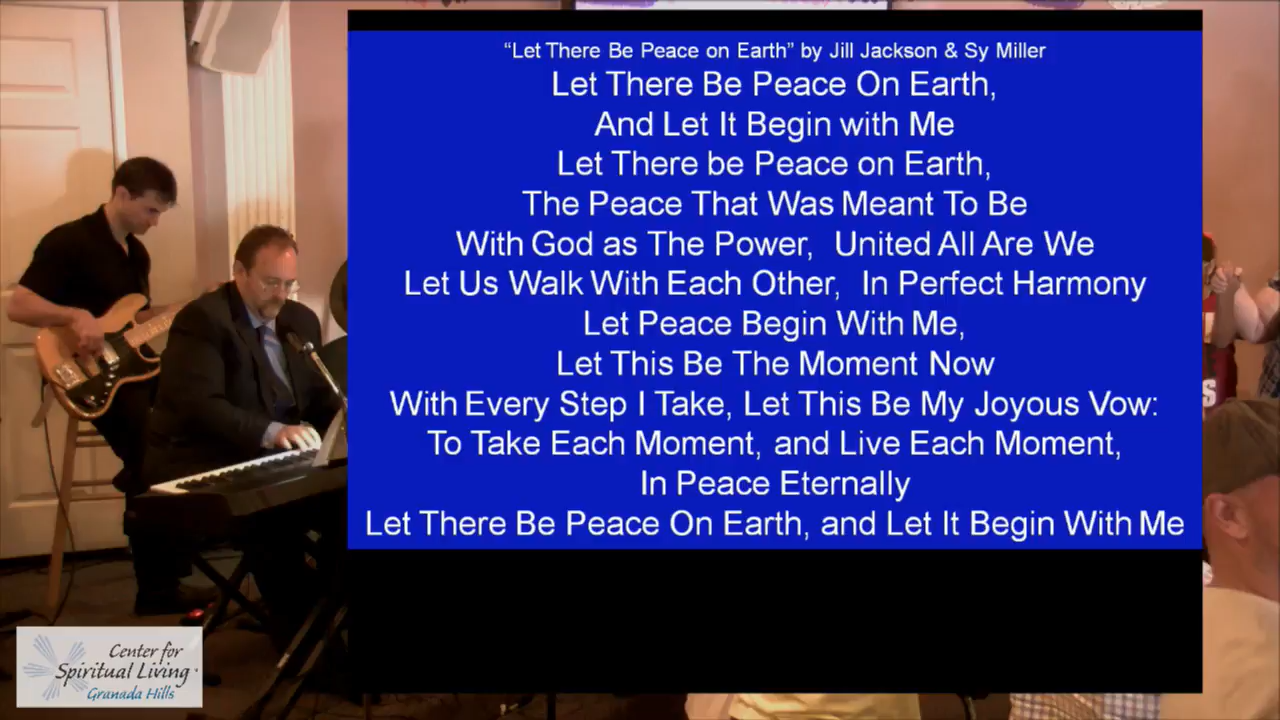 “Let There Be Peace on Earth” by Jill Jackson & Sy Miller
Let There Be Peace On Earth,
And Let It Begin with Me
Let There be Peace on Earth,
The Peace That Was Meant To Be
With God as The Power, United All Are We
Let Us Walk With Each Other, In Perfect Harmony
Let Peace Begin With Me,
Let This Be The Moment Now
With Every Step I Take, Let This Be My Joyous Vow:
To Take Each Moment, and Live Each Moment,
In Peace Eternally
Let There Be Peace On Earth, and Let It Begin With Me
Center for
Spiritual Living
Granada Hills